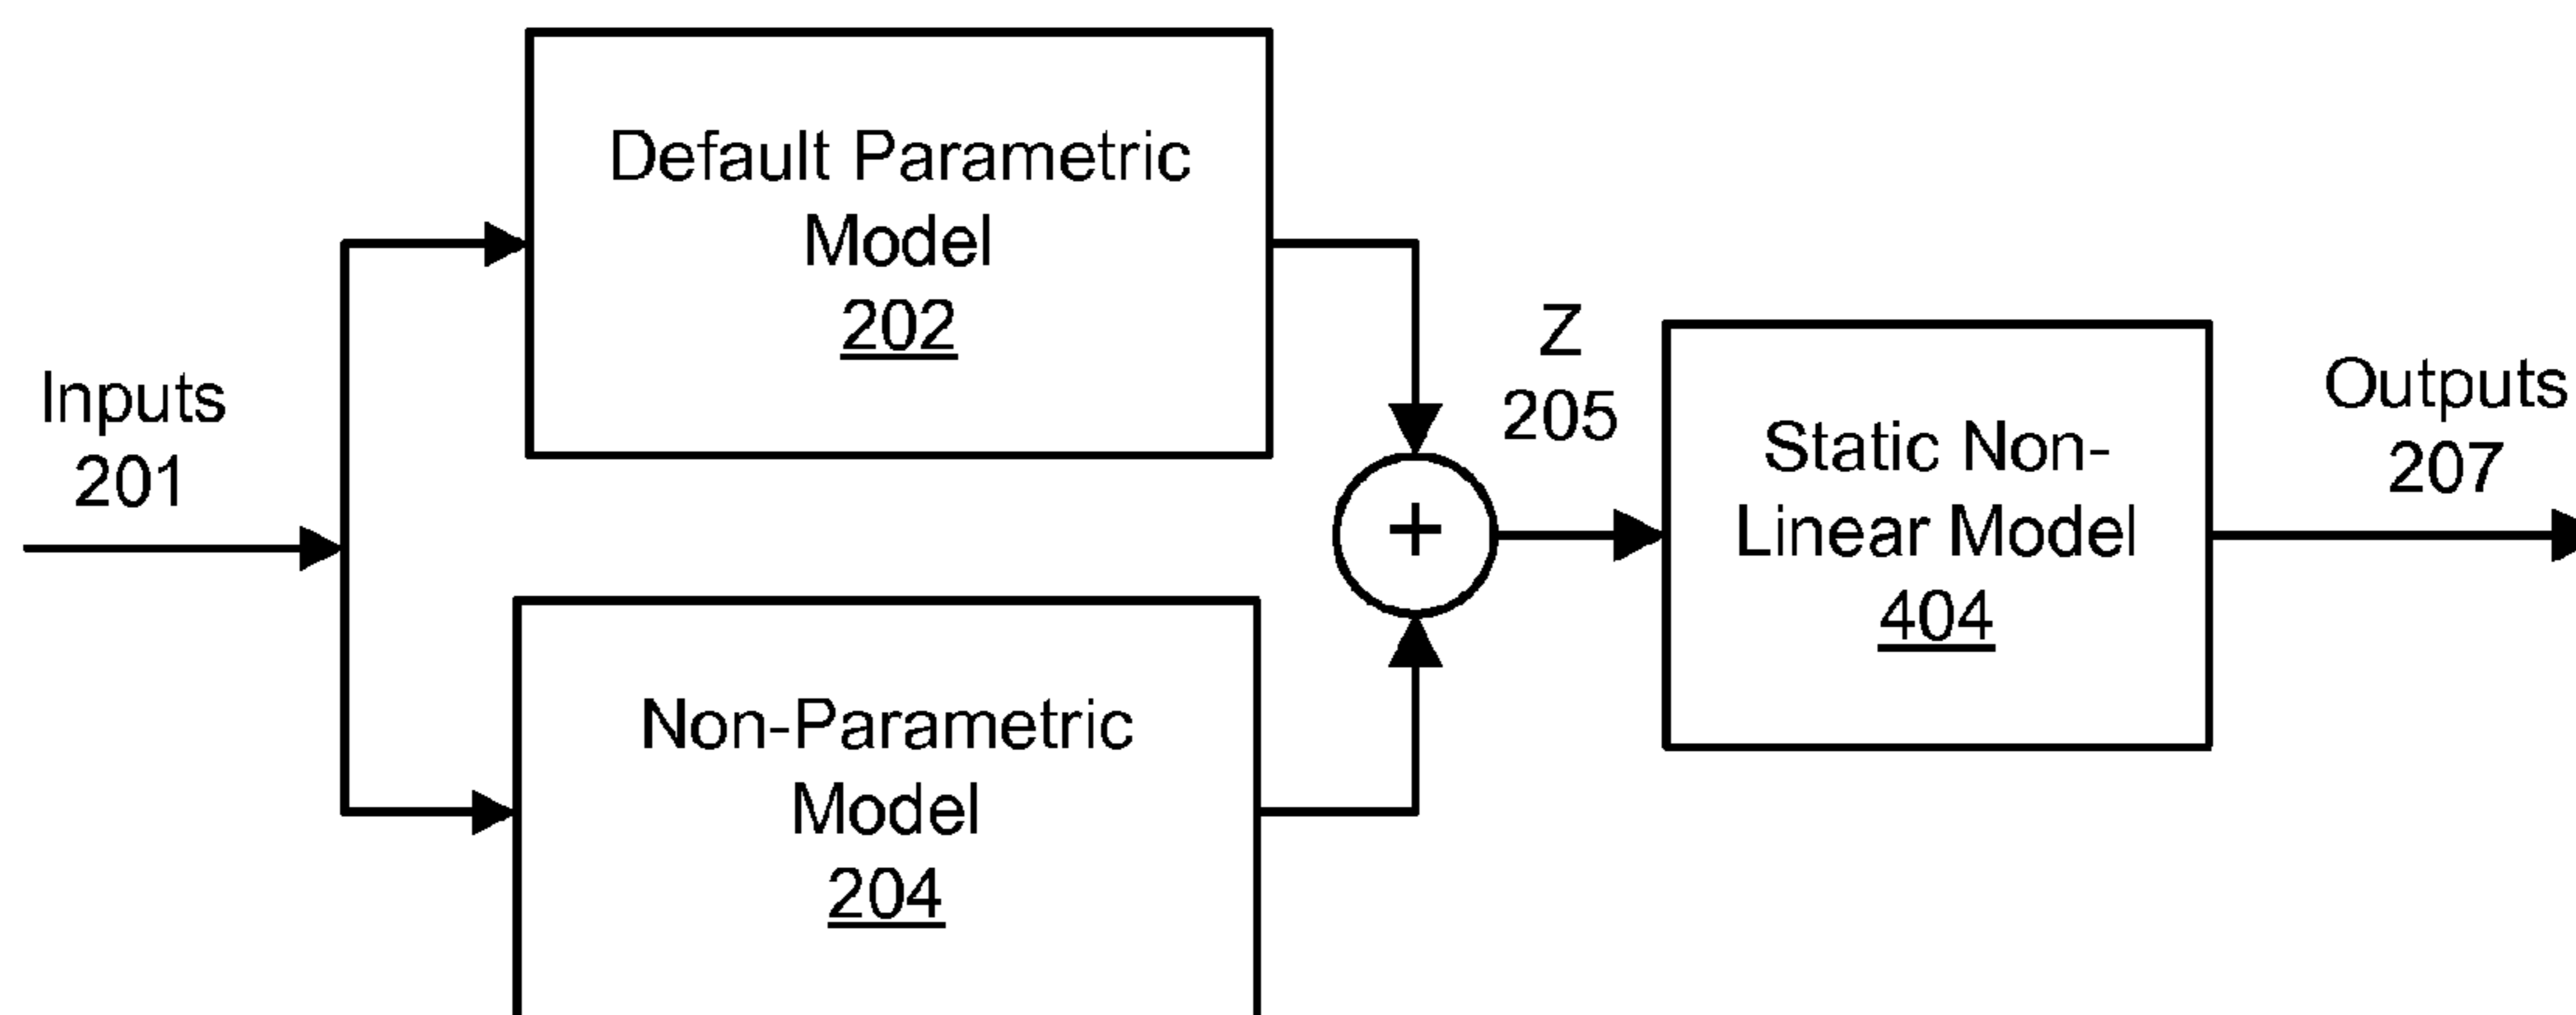 Default Parametric
Model
202
Inputs
201
Z
205
+
Static Non-
Linear Model
404
Outputs
207
Non-Parametric
Model
204